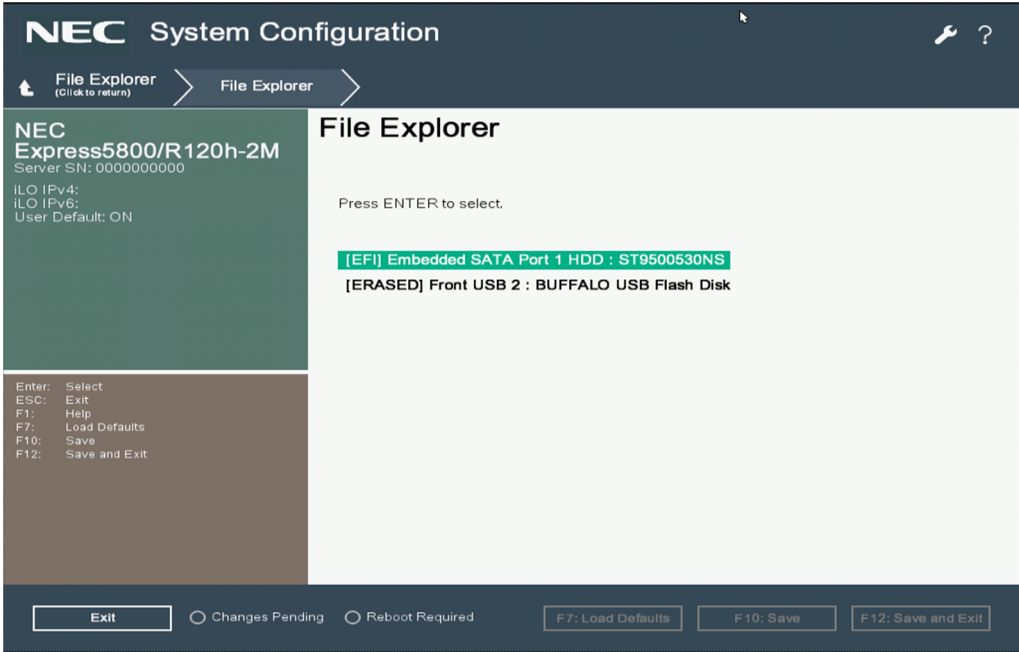 NEC System Configuration
?
File Explorer
(Click to return)
File Explorer
NEC
Express5800/R120h-2M
Server SN: 0000000000
iLO IPv4:
iLO IPv6:
User Default: ON
File Explorer
Press ENTER to select.
[EFI] Embedded SATA Port 1 HDD : ST9500530NS
[ERASED] Front USB 2 : BUFFALO USB Flash Disk
Enter: Select
ESC: Exit
F1: Help
F7: Load Defaults
F10: Save
F12: Save and Exit
Exit
Changes Pending
Reboot Required
F7: Load Defaults
F10: Save
F12: Save and Exit